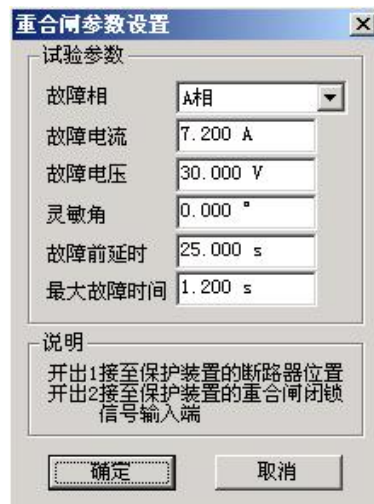 重合闸参数设置
试验参数
故障相 A相
故障电流 7.200 A
故障电压 30.000 V
灵敏角 0.000 °
故障前延时 25.000 s
最大故障时间 1.200 s
说明
开出1接至保护装置的断路器位置
开出2接至保护装置的重合闸闭锁
信号输入端
确定 取消